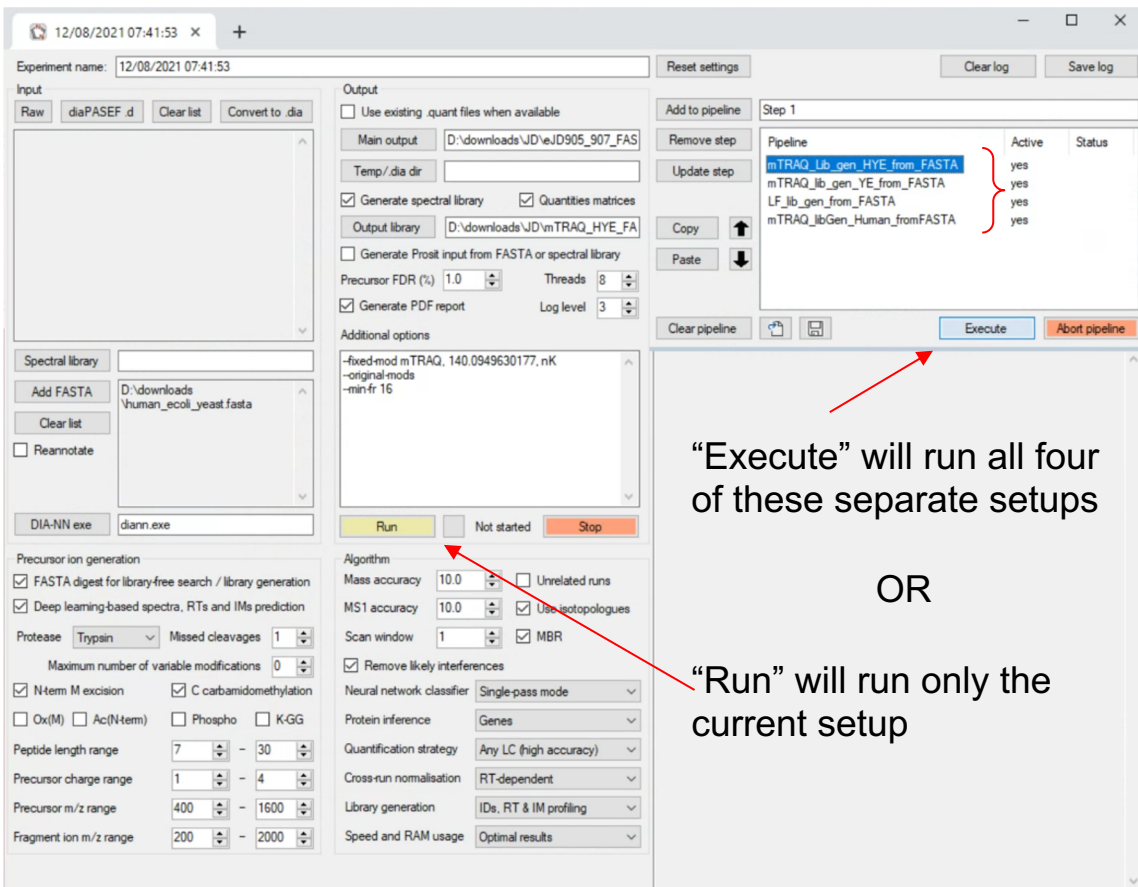 12/08/2021 07:41:53
Experiment name: 12/08/2021 07:41:53
Input
Raw diaPASEF .d Clear list Convert to .dia
Spectral library
Add FASTA D:\downloads
\human_ecoli_yeast.fasta
Clear list
Reannotate
DIA-NN exe diann.exe
Output
Use existing .quant files when available
Main output D:\downloads\JD\eJD905_907_FAS
Temp/.dia dir
Generate spectral library Quantities matrices
Output library D:\downloads\JD\mTRAQ_HYE_FA
Generate Prosit input from FASTA or spectral library
Precursor FDR (%) 1.0 Threads 8
Generate PDF report Log level 3
Additional options
--fixed-mod mTRAQ, 140.0949630177, nK
--original-mods
--min-fr 16
Run Not started Stop
Precursor ion generation
FASTA digest for library-free search / library generation
Deep learning-based spectra, RTs and IMs prediction
Protease Trypsin Missed cleavages 1
Maximum number of variable modifications 0
N-term M excision C carbamidomethylation
Ox(M) Ac(N-term) Phospho K-GG
Peptide length range 7 - 30
Precursor charge range 1 - 4
Precursor m/z range 400 - 1600
Fragment ion m/z range 200 - 2000
Algorithm
Mass accuracy 10.0 Unrelated runs
MS1 accuracy 10.0 Use isotopologues
Scan window 1 MBR
Remove likely interferences
Neural network classifier Single-pass mode
Protein inference Genes
Quantification strategy Any LC (high accuracy)
Cross-run normalisation RT-dependent
Library generation IDs, RT & IM profiling
Speed and RAM usage Optimal results
Reset settings Clear log Save log
Add to pipeline Step 1
Remove step
Update step
Copy
Paste
Pipeline Active Status
mTRAQ_Lib_gen_HYE_from_FASTA yes
mTRAQ_lib_gen_YE_from_FASTA yes
LF_lib_gen_from_FASTA yes
mTRAQ_libGen_Human_fromFASTA yes
Clear pipeline Execute Abort pipeline
“Execute” will run all four
of these separate setups
OR
“Run” will run only the
current setup